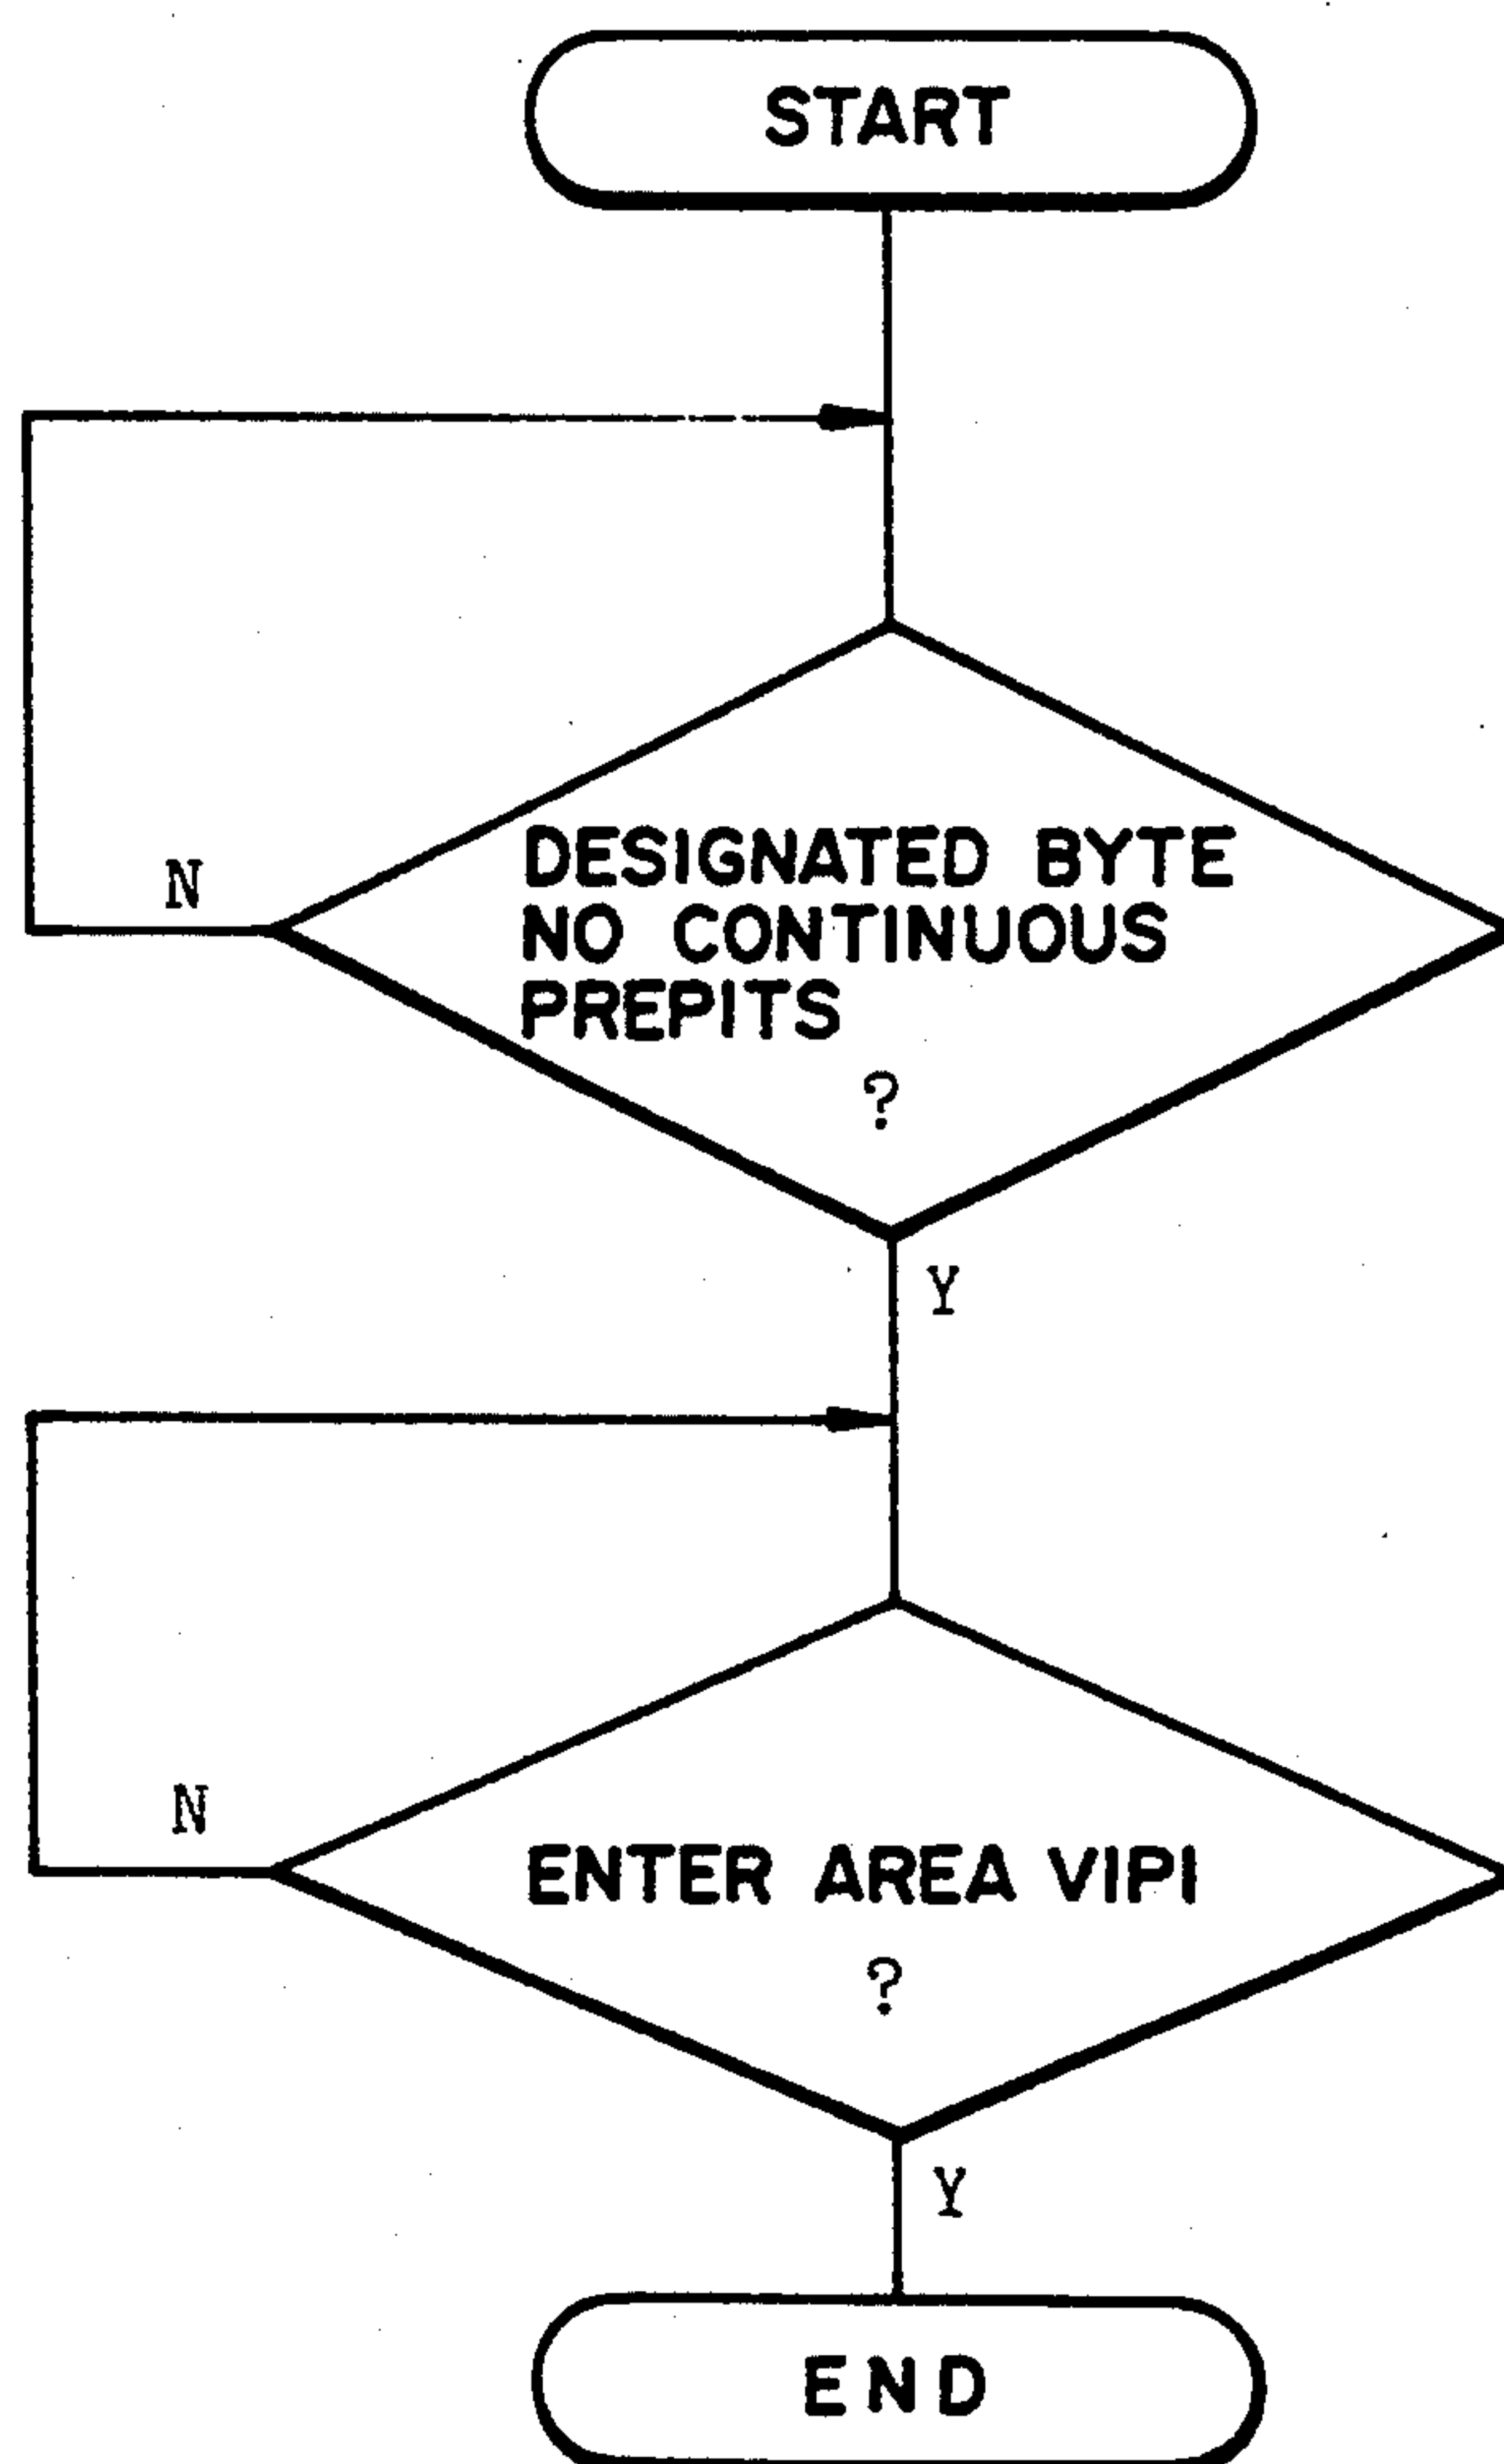 START
N
DESIGNATED BYTE
NO CONTINUOUS
PREPITS
?
Y
N
ENTER AREA VIPI
?
Y
END